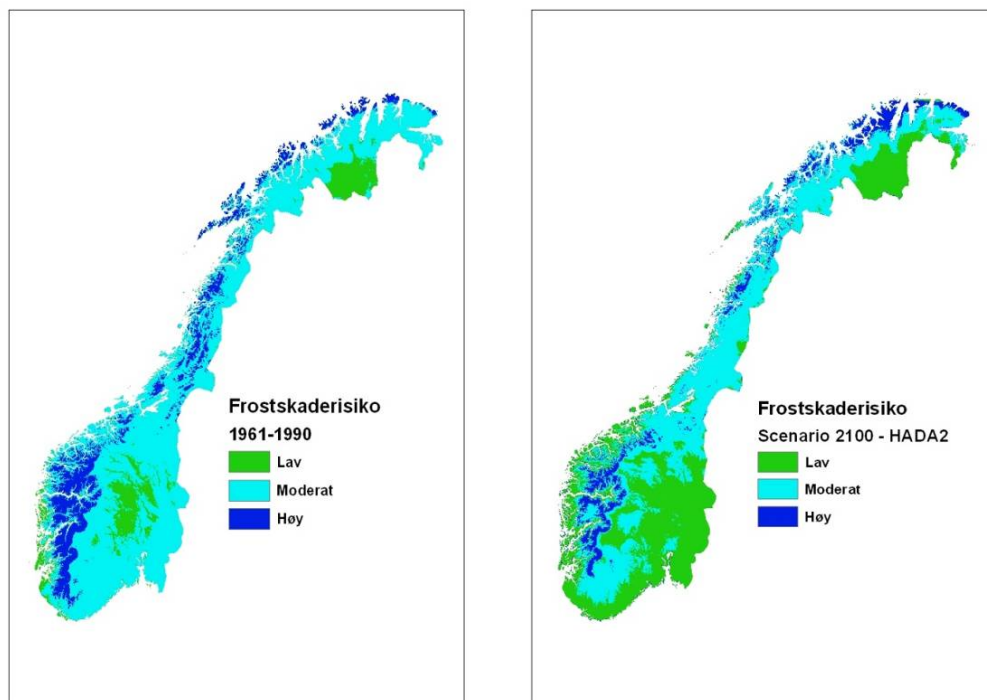 Frostskaderisiko
1961-1990
Lav
Moderat
Høy
Frostskaderisiko
Scenario 2100 - HADA2
Lav
Moderat
Høy